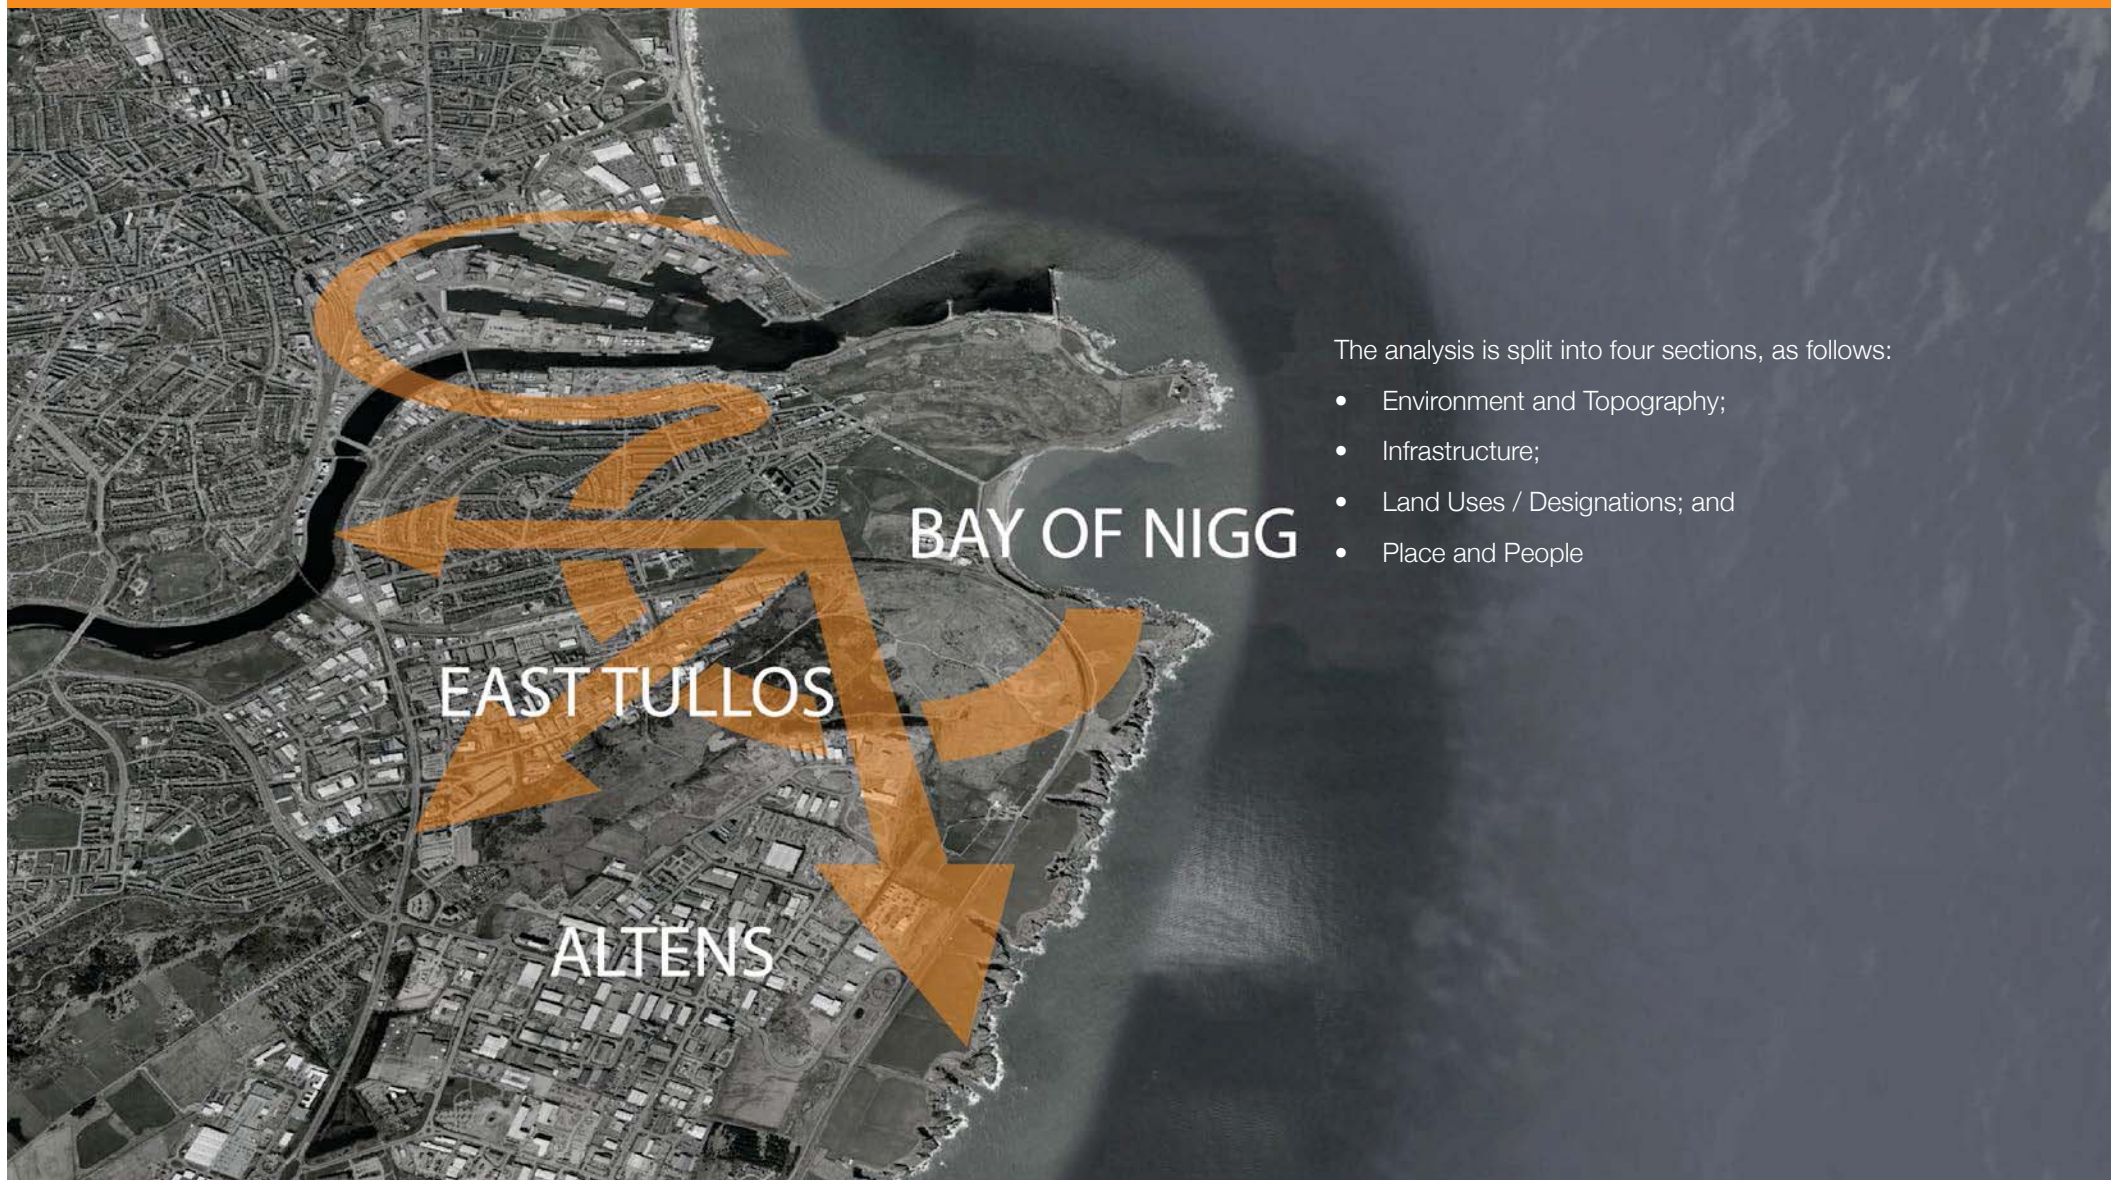 The analysis is split into four sections, as follows:
• Environment and Topography;
• Infrastructure;
• Land Uses / Designations; and
• Place and People
BAY OF NIGG
EAST TULLOS
ALTENS